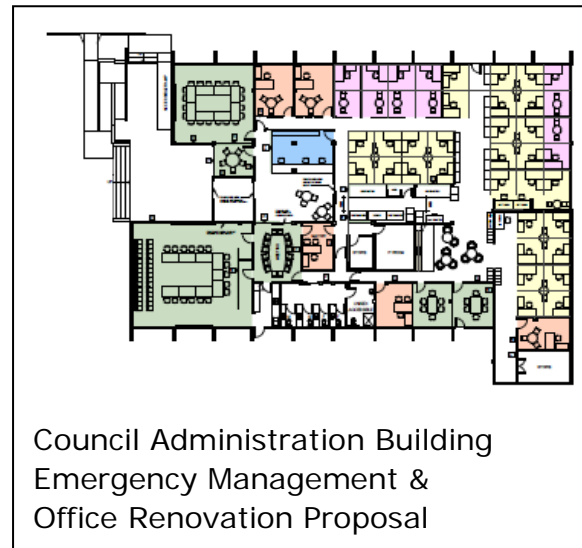 Council Administration Building
Emergency Management &
Office Renovation Proposal